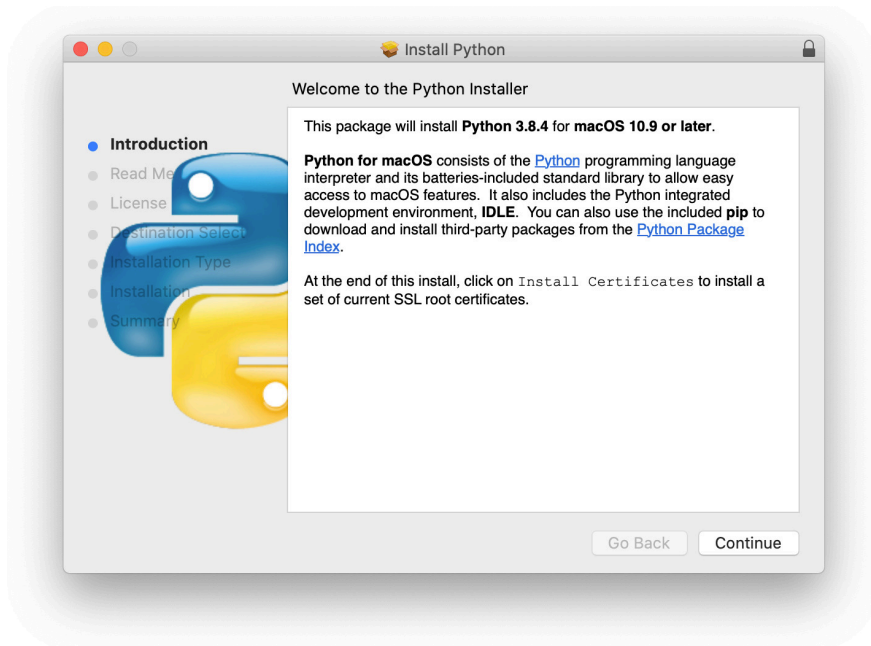 Install Python
Welcome to the Python Installer
Introduction
Read Me
License
Destination Select
Installation Type
Installation
Summary
This package will install Python 3.8.4 for macOS 10.9 or later.
Python for macOS consists of the Python programming language
interpreter and its batteries-included standard library to allow easy
access to macOS features. It also includes the Python integrated
development environment, IDLE. You can also use the included pip to
download and install third-party packages from the Python Package
Index.
At the end of this install, click on Install Certificates to install a
set of current SSL root certificates.
Go Back
Continue